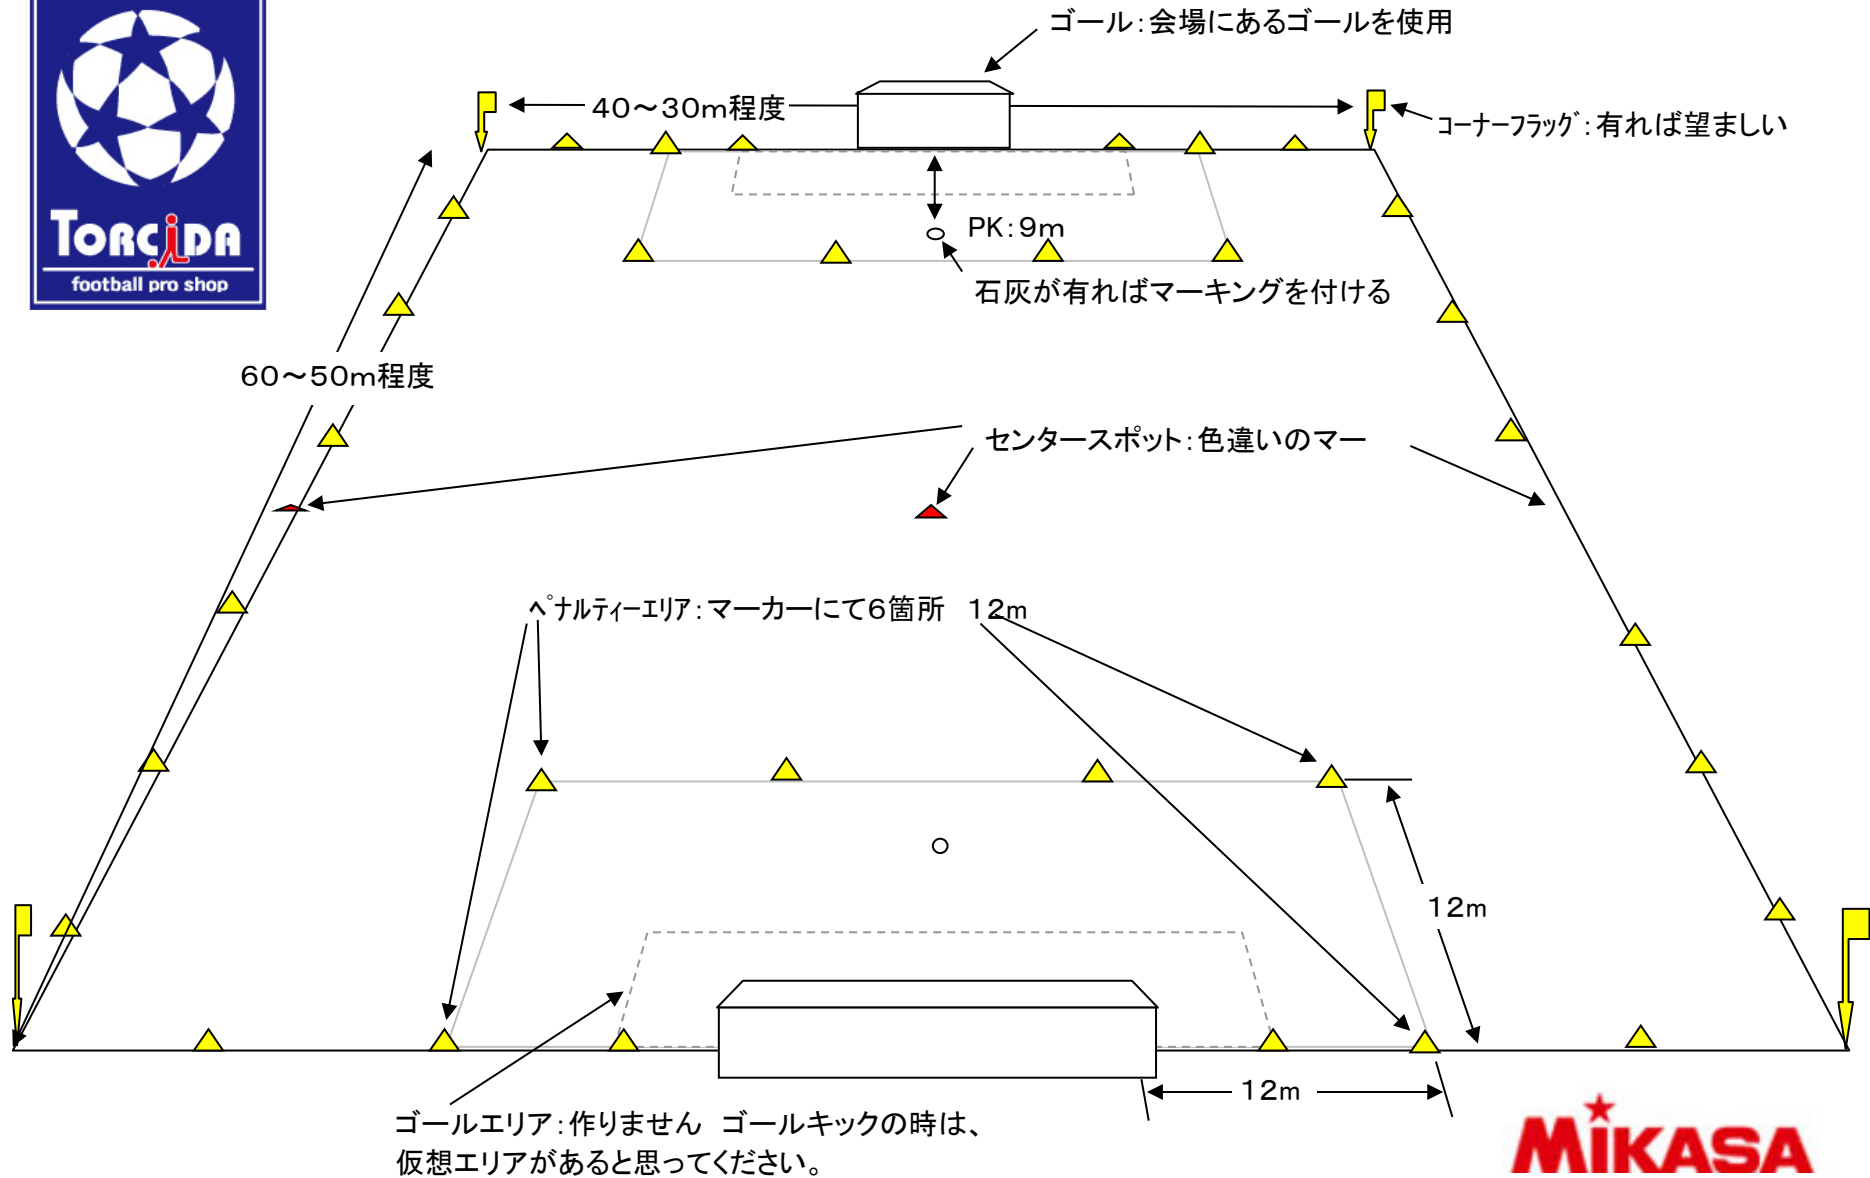 ゴール：会場にあるゴールを使用
40～30m程度
コーナーフラッグ：有れば望ましい
TORCIDA
football pro shop
PK：9m
石灰が有ればマーキングを付ける
60～50m程度
センタースポット：色違いのマー
ペナルティーエリア：マーカーにて6箇所　12m
12m
12m
ゴールエリア：作りません　ゴールキックの時は、
仮想エリアがあると思ってください。
MIKASA